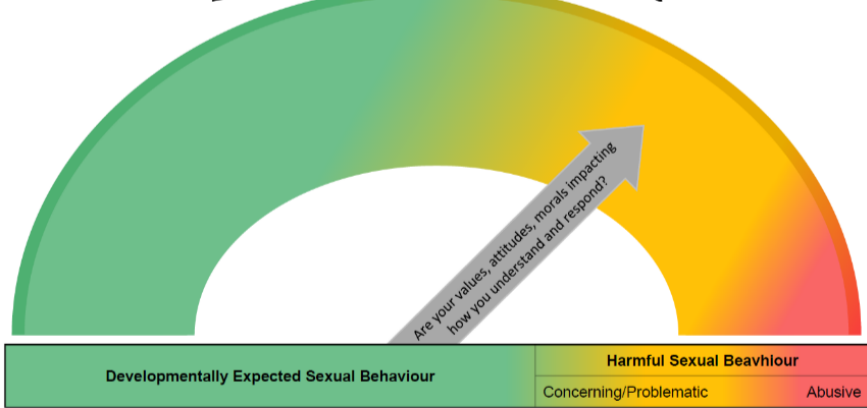 Are your values, attitudes, morals impacting
how you understand and respond?
Developmentally Expected Sexual Behaviour
Harmful Sexual Beavhiour
Concerning/Problematic
Abusive